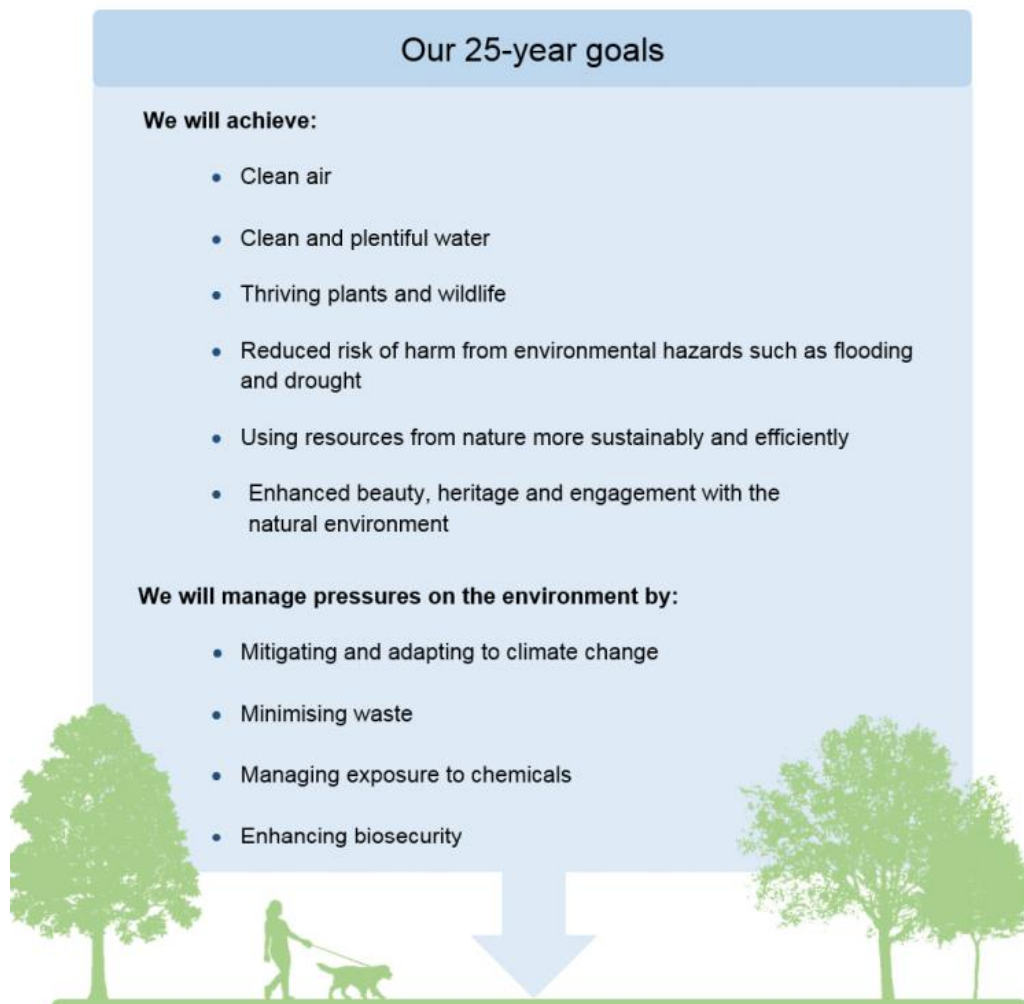 Our 25-year goals
We will achieve:
• Clean air
• Clean and plentiful water
• Thriving plants and wildlife
• Reduced risk of harm from environmental hazards such as flooding
and drought
• Using resources from nature more sustainably and efficiently
• Enhanced beauty, heritage and engagement with the
natural environment
We will manage pressures on the environment by:
• Mitigating and adapting to climate change
• Minimising waste
• Managing exposure to chemicals
• Enhancing biosecurity